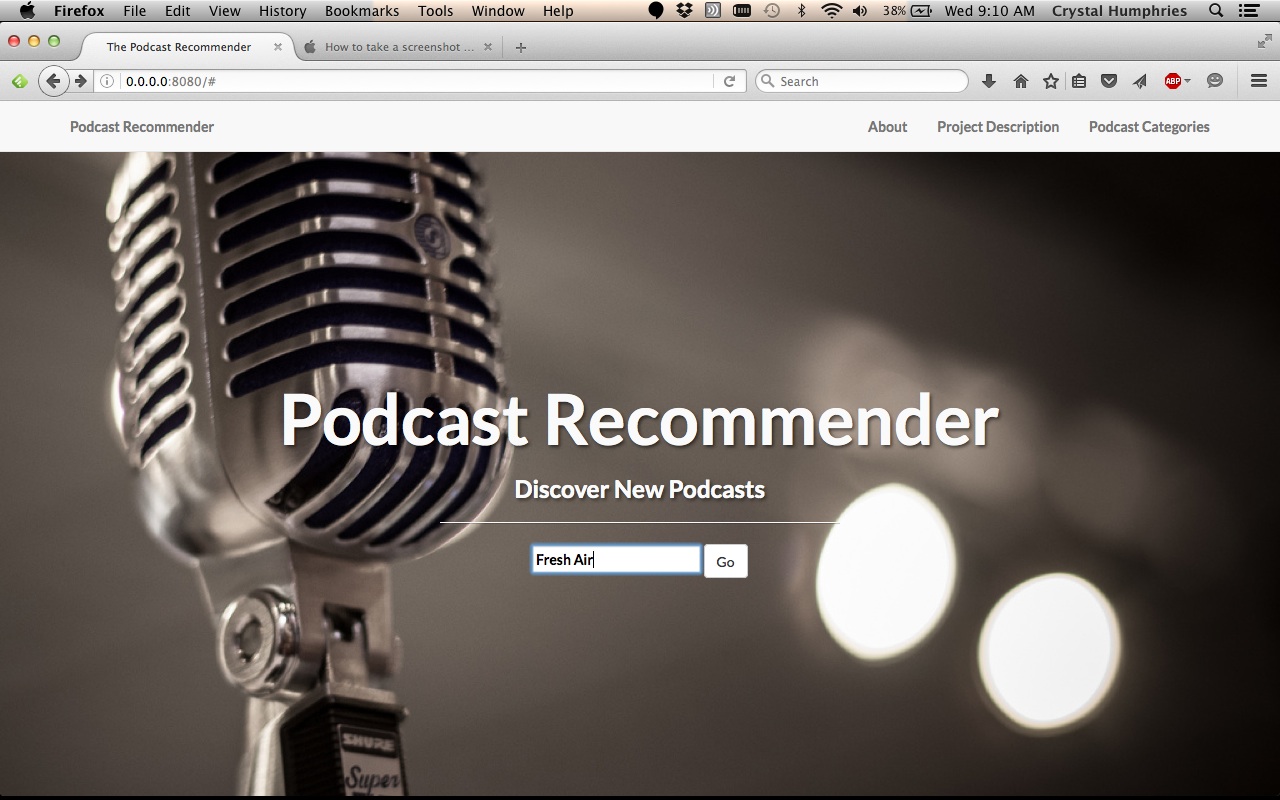 Firefox File Edit View History Bookmarks Tools Window Help 38% Wed 9:10 AM Crystal Humphries
The Podcast Recommender How to take a screenshot ...
0.0.0.0:8080/# Search ABP
Podcast Recommender About Project Description Podcast Categories
Podcast Recommender
Discover New Podcasts
Fresh Air Go
SHURE
Super